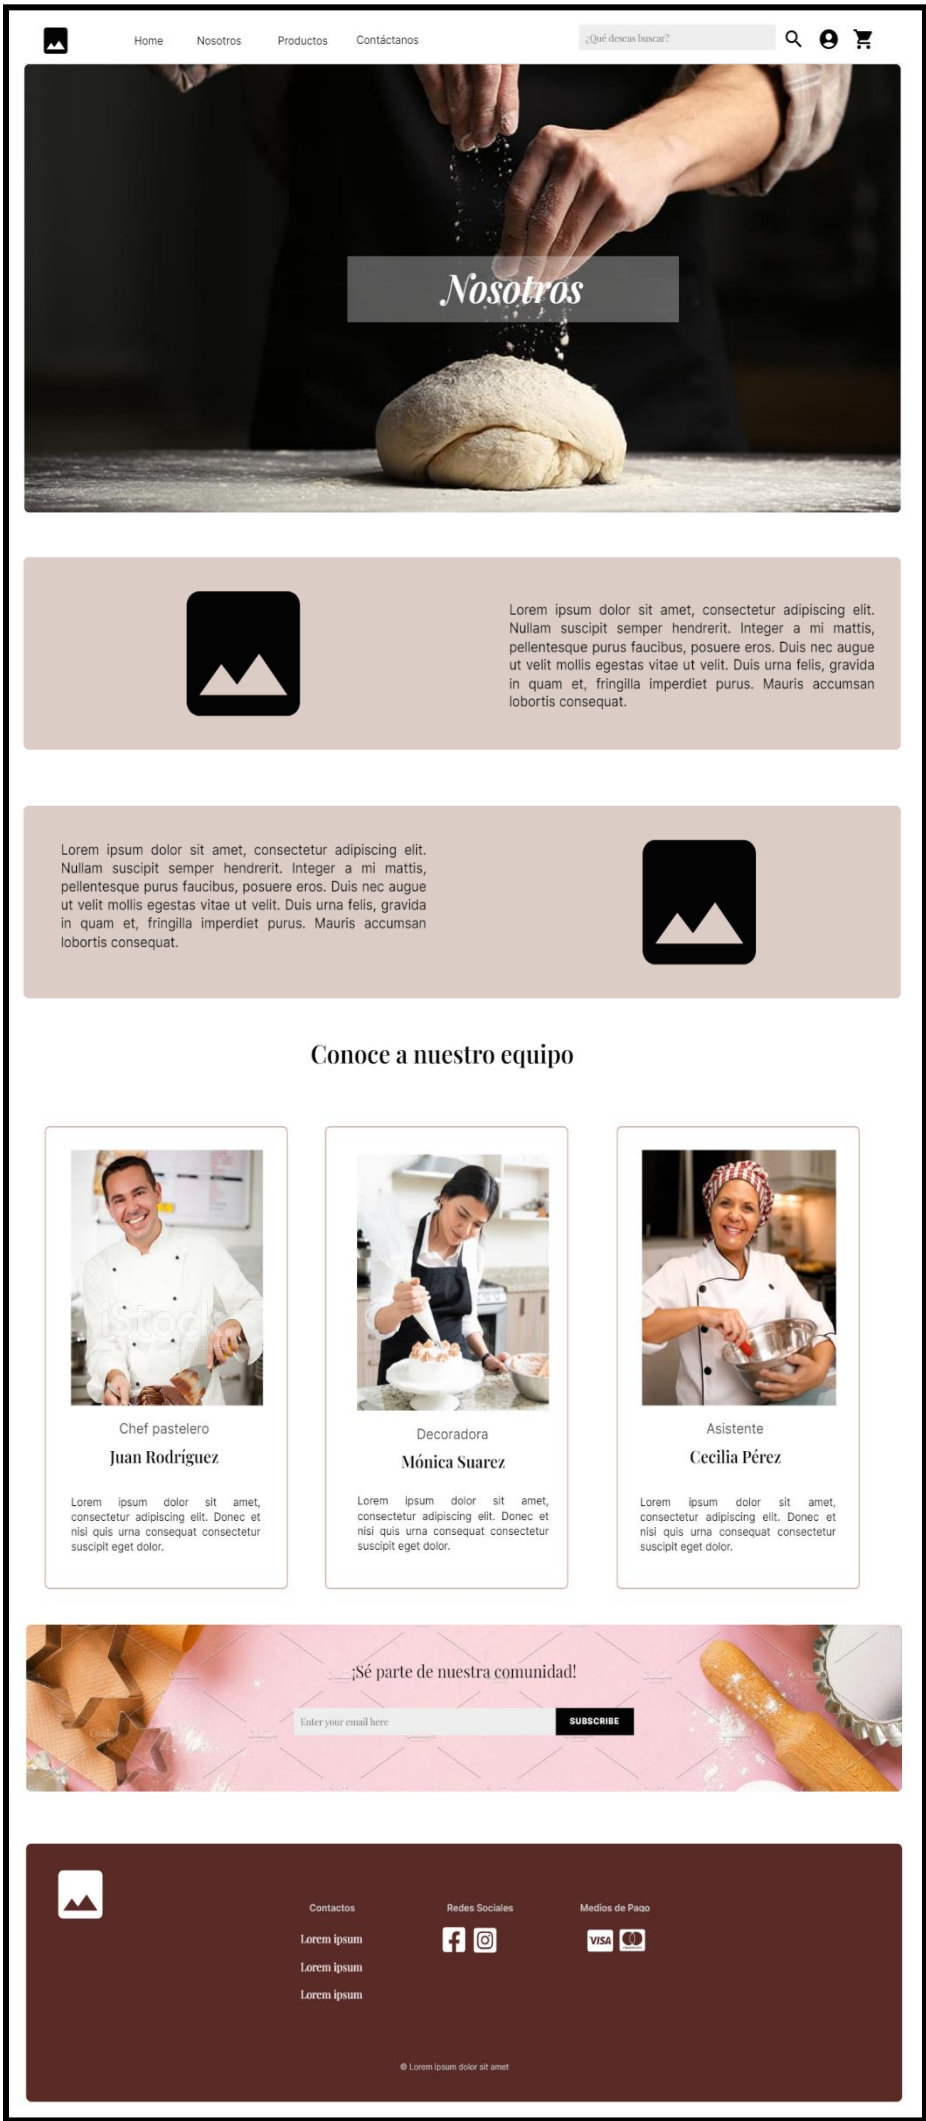 Home Nosotros Productos Contáctanos ¿Qué deseas buscar?
Nosotros
Lorem ipsum dolor sit amet, consectetur adipiscing elit.
Nullam suscipit semper hendrerit. Integer a mi mattis,
pellentesque purus faucibus, posuere eros. Duis nec augue
ut velit mollis egestas vitae ut velit. Duis urna felis, gravida
in quam et, fringilla imperdiet purus. Mauris accumsan
lobortis consequat.
Lorem ipsum dolor sit amet, consectetur adipiscing elit.
Nullam suscipit semper hendrerit. Integer a mi mattis,
pellentesque purus faucibus, posuere eros. Duis nec augue
ut velit mollis egestas vitae ut velit. Duis urna felis, gravida
in quam et, fringilla imperdiet purus. Mauris accumsan
lobortis consequat.
Conoce a nuestro equipo
iStock
Chef pastelero
Juan Rodríguez
Lorem ipsum dolor sit amet,
consectetur adipiscing elit. Donec et
nisi quis urna consequat consectetur
suscipit eget dolor.
Decoradora
Mónica Suarez
Lorem ipsum dolor sit amet,
consectetur adipiscing elit. Donec et
nisi quis urna consequat consectetur
suscipit eget dolor.
Asistente
Cecilia Pérez
Lorem ipsum dolor sit amet,
consectetur adipiscing elit. Donec et
nisi quis urna consequat consectetur
suscipit eget dolor.
¡Sé parte de nuestra comunidad!
Enter your email here SUBSCRIBE
Contactos
Lorem ipsum
Lorem ipsum
Lorem ipsum
Redes Sociales
Medios de Pago
VISA
© Lorem ipsum dolor sit amet